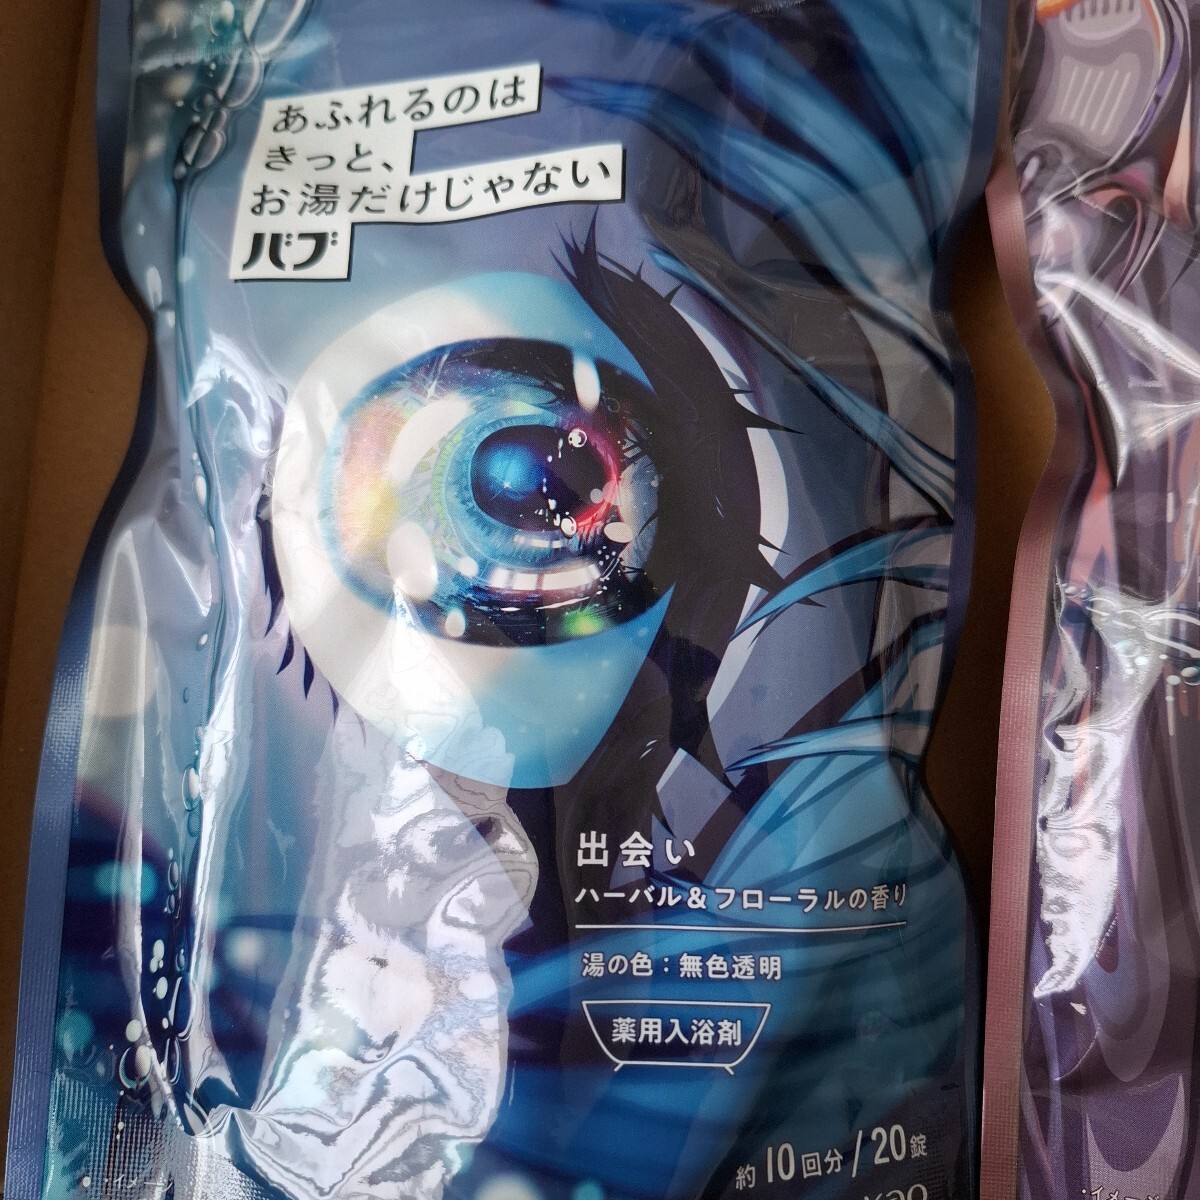 あふれるのは
きっと、
お湯だけじゃない
バブ
出会い
ハーバル＆フローラルの香り
湯の色：無色透明
薬用入浴剤
約10回分/20錠